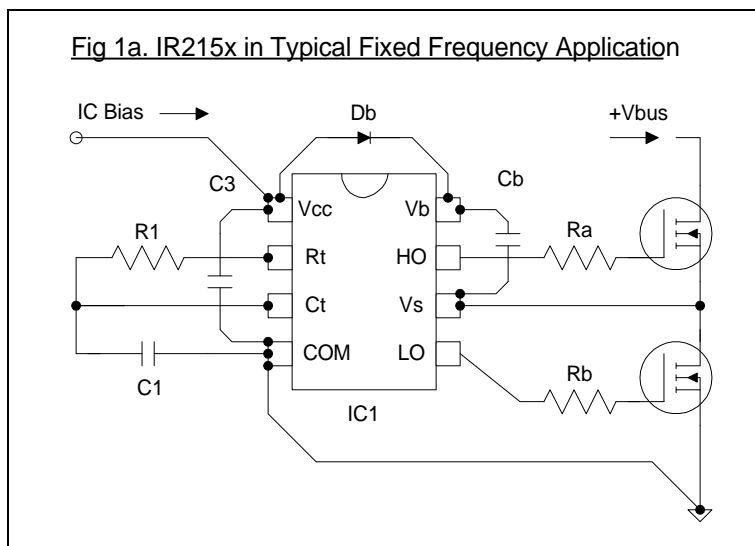 Fig 1a. IR215x in Typical Fixed Frequency Application
IC Bias
Db
+Vbus
C3
Cb
Vcc
Vb
R1
Ra
Rt
HO
Ct
Vs
COM
LO
C1
Rb
IC1